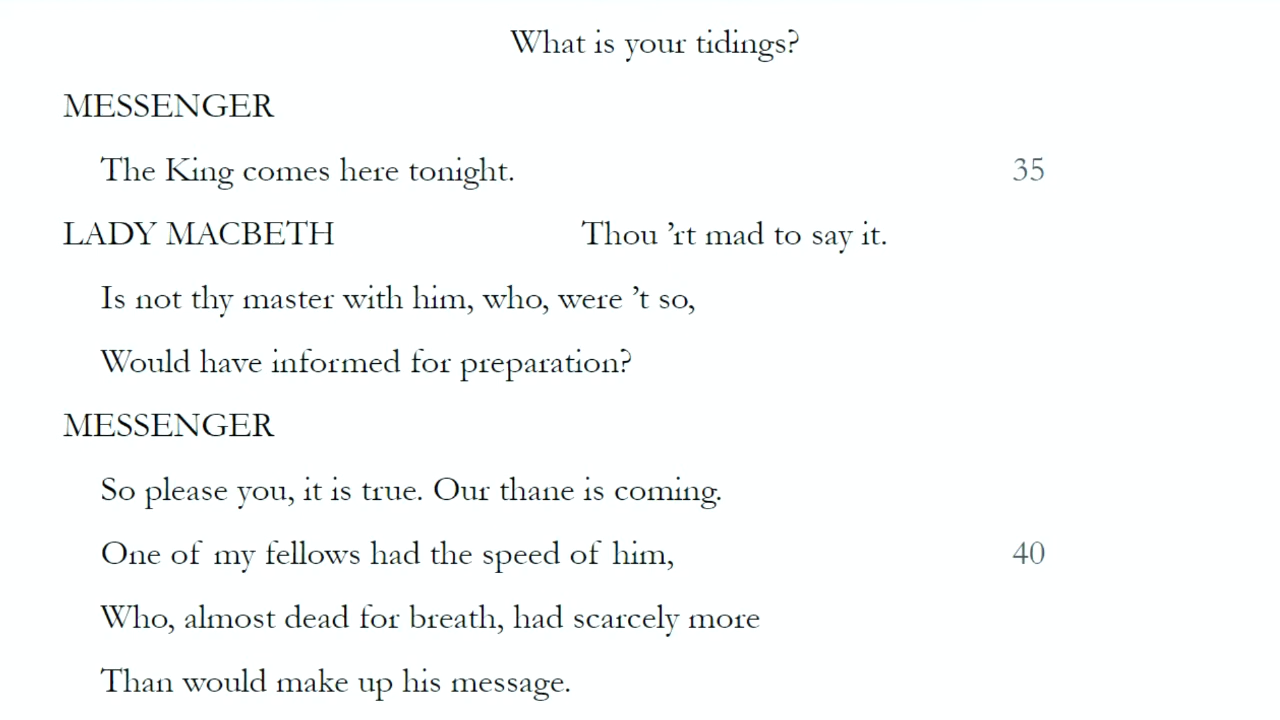 What is your tidings?
MESSENGER
The King comes here tonight. 35
LADY MACBETH Thou ’rt mad to say it.
Is not thy master with him, who, were ’t so,
Would have informed for preparation?
MESSENGER
So please you, it is true. Our thane is coming.
One of my fellows had the speed of him, 40
Who, almost dead for breath, had scarcely more
Than would make up his message.